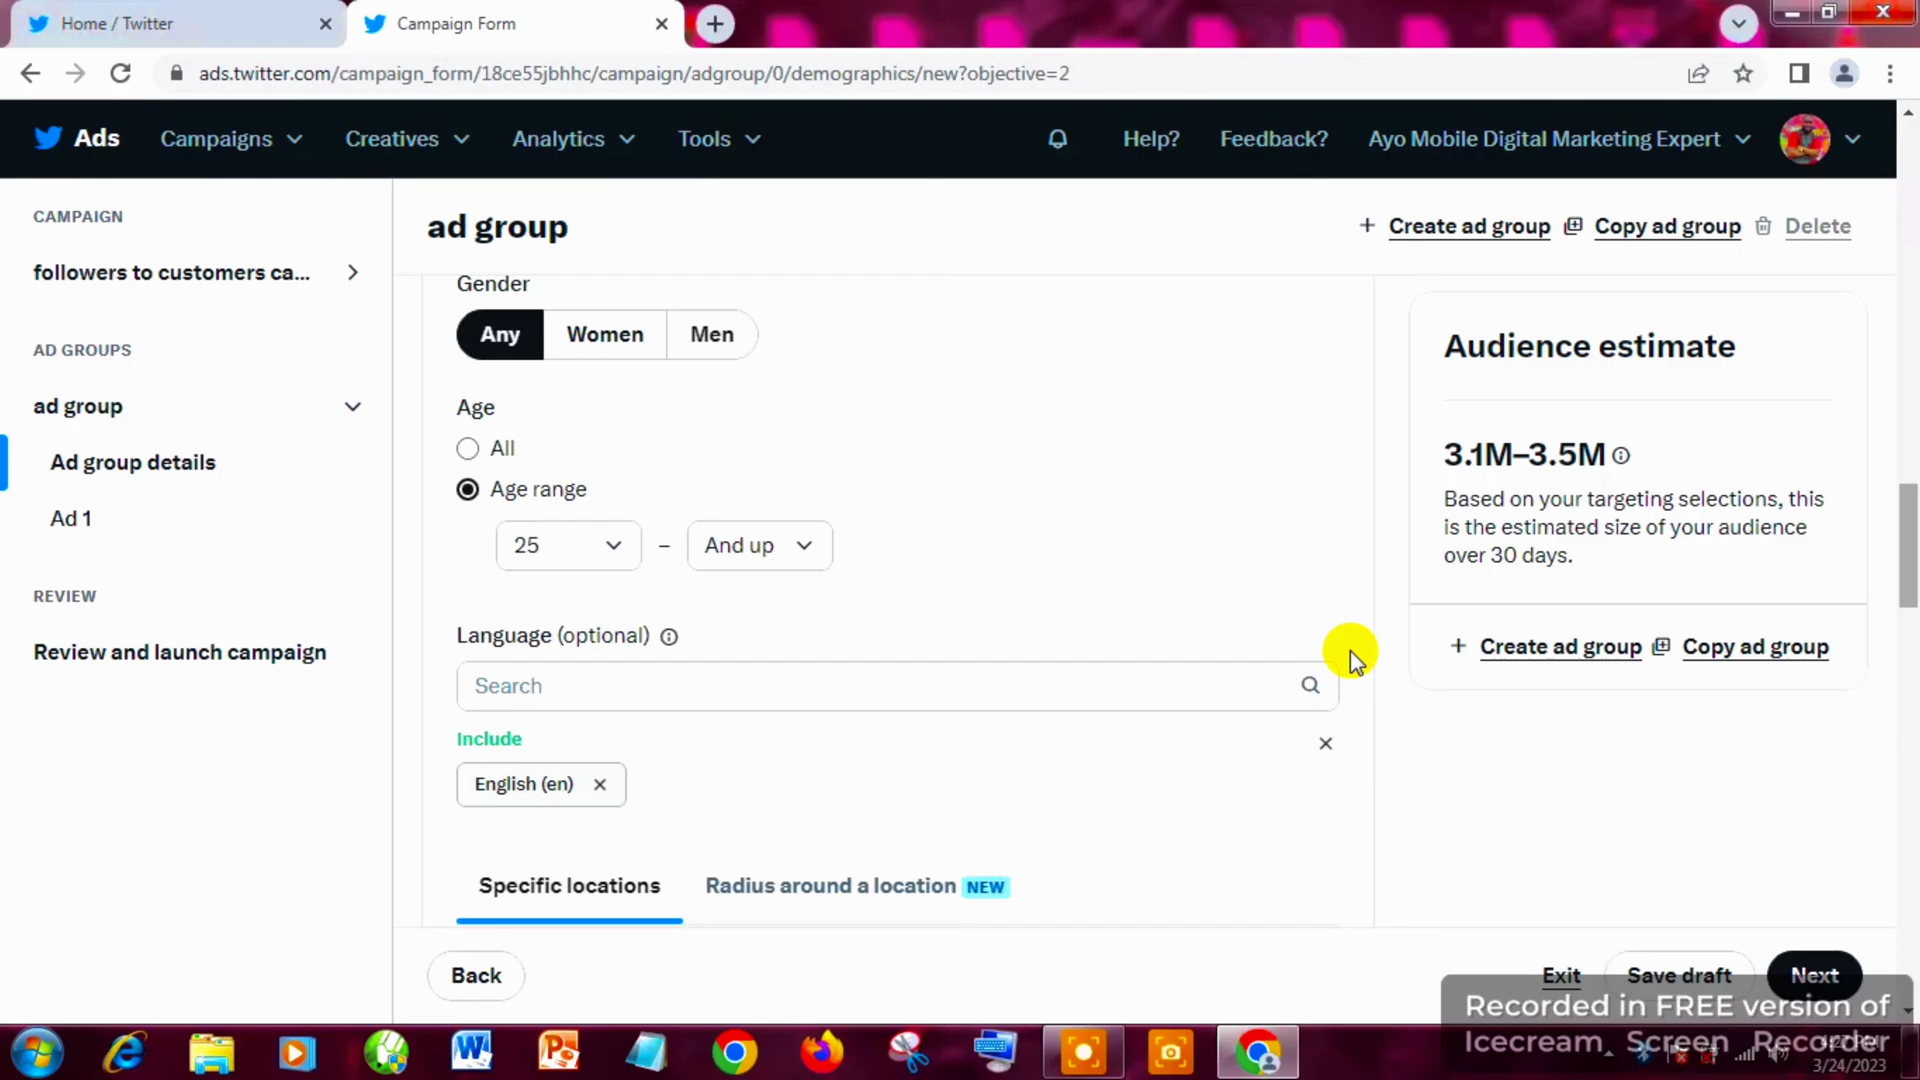 Home / Twitter
Campaign Form
ads.twitter.com/campaign_form/18ce55jbhhc/campaign/adgroup/0/demographics/new?objective=2
Ads
Campaigns
Creatives
Analytics
Tools
Help?
Feedback?
Ayo Mobile Digital Marketing Expert
CAMPAIGN
followers to customers ca...
AD GROUPS
ad group
Ad group details
Ad 1
REVIEW
Review and launch campaign
ad group
Create ad group
Copy ad group
Delete
Gender
Any
Women
Men
Age
All
Age range
25
–
And up
Language (optional)
Search
Include
English (en)
Specific locations
Radius around a location NEW
Audience estimate
3.1M–3.5M
Based on your targeting selections, this
is the estimated size of your audience
over 30 days.
Create ad group
Copy ad group
Back
Exit
Save draft
Next
Recorded in FREE version of
Icecream Screen Recorder
3/24/2023